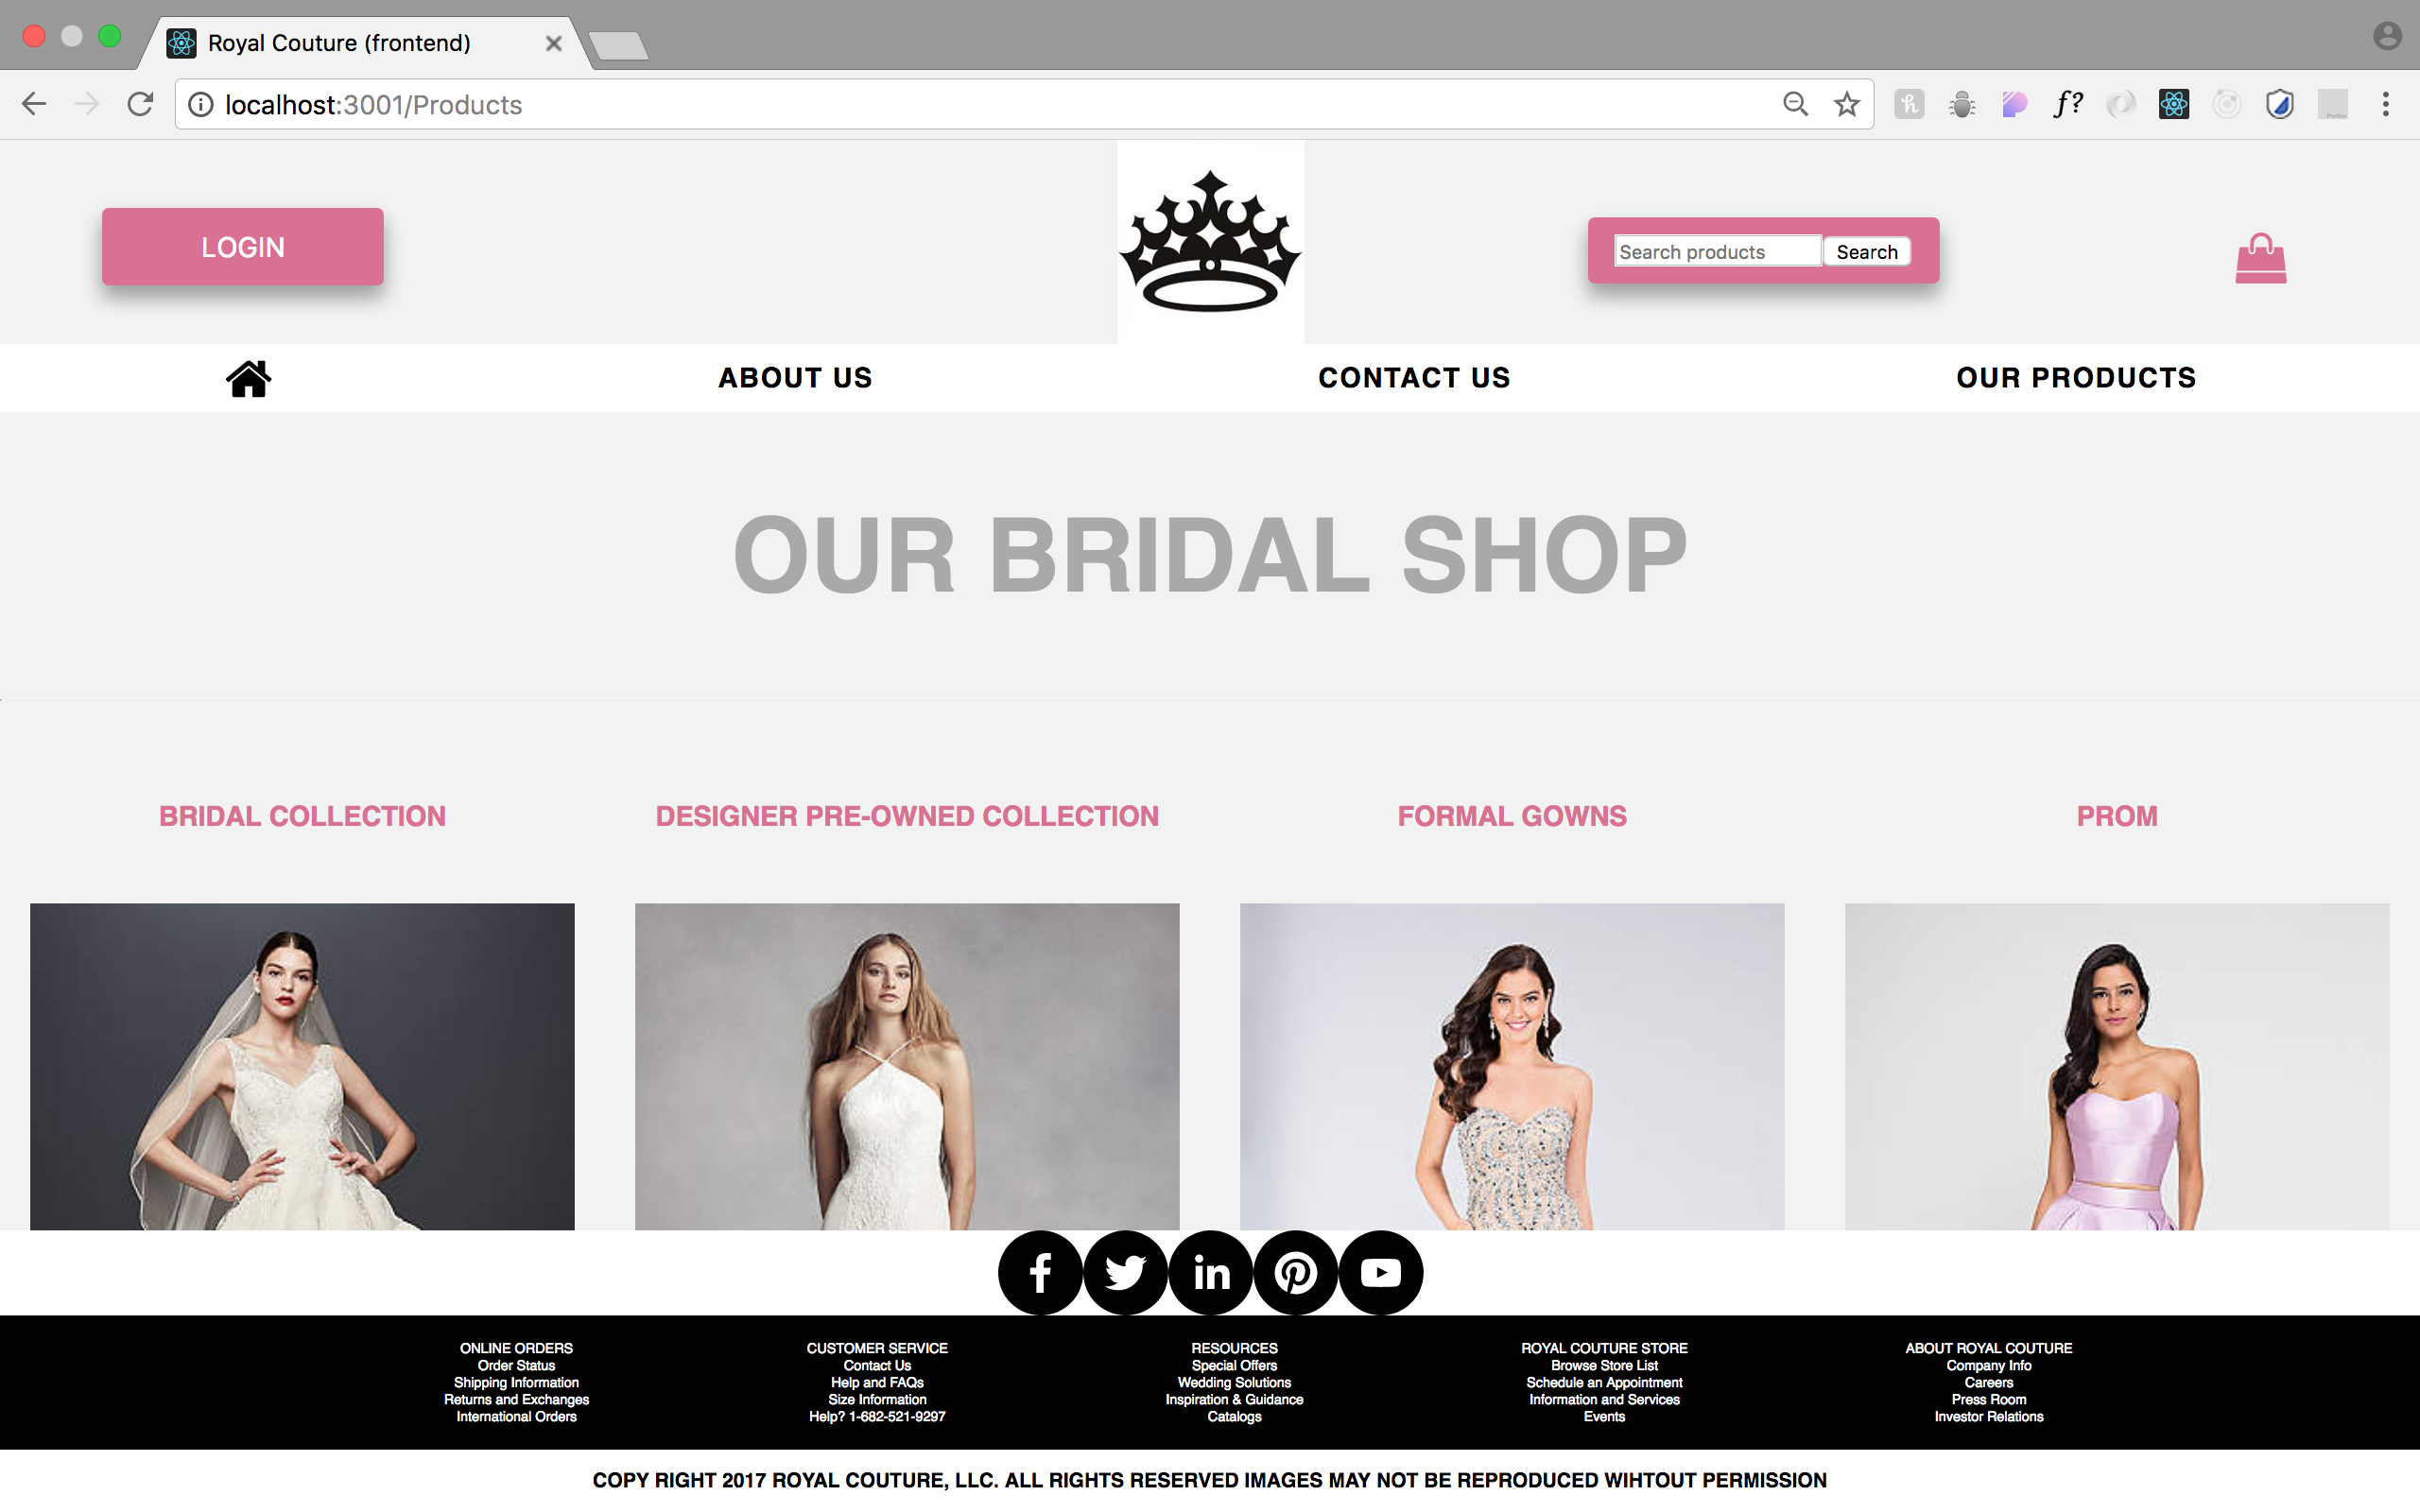 Royal Couture (frontend)
localhost:3001/Products
f?
LOGIN
Search products
Search
ABOUT US
CONTACT US
OUR PRODUCTS
OUR BRIDAL SHOP
BRIDAL COLLECTION
DESIGNER PRE-OWNED COLLECTION
FORMAL GOWNS
PROM
ONLINE ORDERS
Order Status
Shipping Information
Returns and Exchanges
International Orders
CUSTOMER SERVICE
Contact Us
Help and FAQs
Size Information
Help? 1-682-521-9297
RESOURCES
Special Offers
Wedding Solutions
Inspiration & Guidance
Catalogs
ROYAL COUTURE STORE
Browse Store List
Schedule an Appointment
Information and Services
Events
ABOUT ROYAL COUTURE
Company Info
Careers
Press Room
Investor Relations
COPY RIGHT 2017 ROYAL COUTURE, LLC. ALL RIGHTS RESERVED IMAGES MAY NOT BE REPRODUCED WIHTOUT PERMISSION